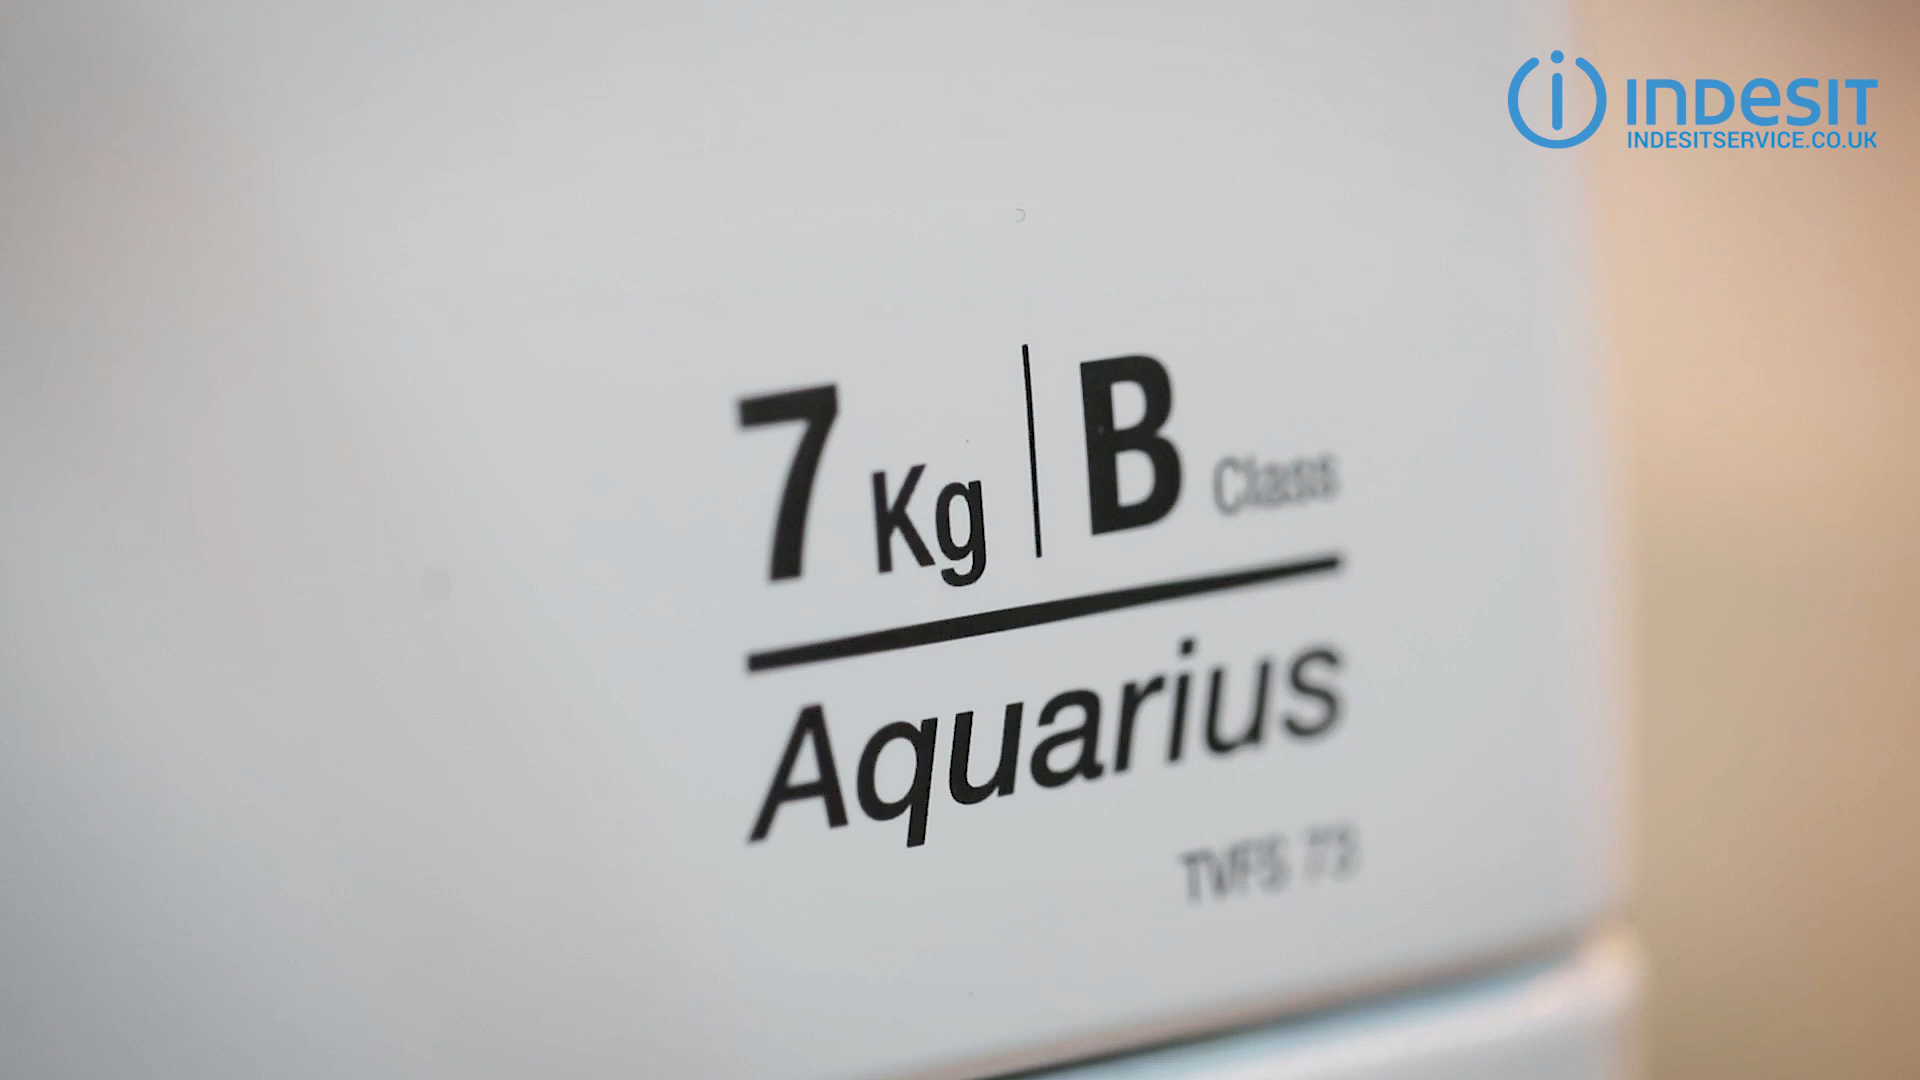 INDESIT
INDESITSERVICE.CO.UK
7 Kg | B Class
Aquarius
TVFS 73